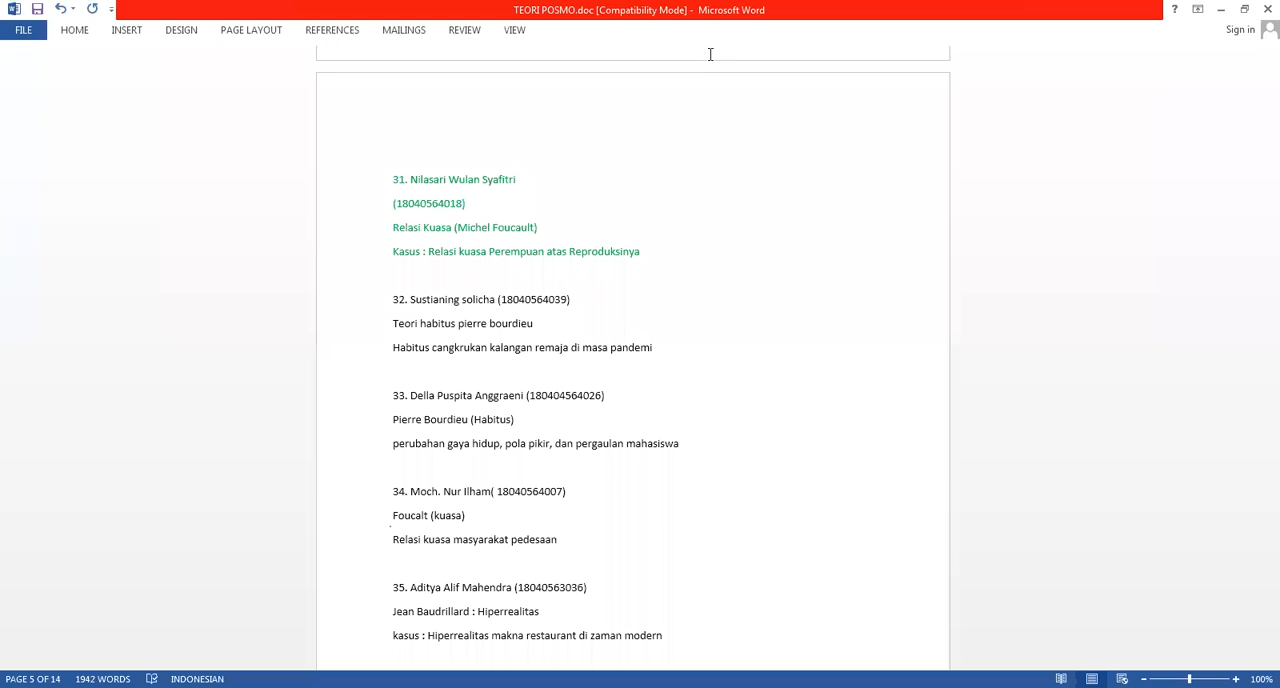 TEORI POSMO.doc [Compatibility Mode] - Microsoft Word
?
FILE HOME INSERT DESIGN PAGE LAYOUT REFERENCES MAILINGS REVIEW VIEW Sign in
31. Nilasari Wulan Syafitri
(18040564018)
Relasi Kuasa (Michel Foucault)
Kasus : Relasi kuasa Perempuan atas Reproduksinya
32. Sustianing solicha (18040564039)
Teori habitus pierre bourdieu
Habitus cangkrukan kalangan remaja di masa pandemi
33. Della Puspita Anggraeni (180404564026)
Pierre Bourdieu (Habitus)
perubahan gaya hidup, pola pikir, dan pergaulan mahasiswa
34. Moch. Nur Ilham( 18040564007)
Foucalt (kuasa)
Relasi kuasa masyarakat pedesaan
35. Aditya Alif Mahendra (18040563036)
Jean Baudrillard : Hiperrealitas
kasus : Hiperrealitas makna restaurant di zaman modern
PAGE 5 OF 14 1942 WORDS INDONESIAN 100%